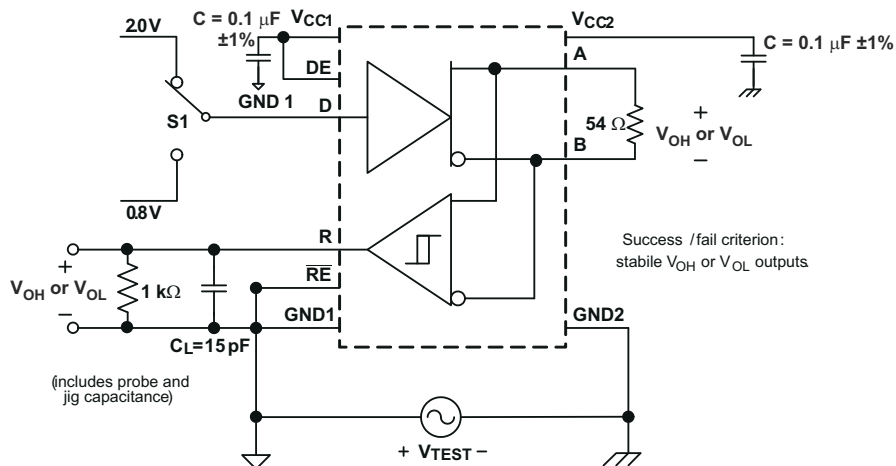 C = 0.1 μF
±1%
VCC1
VCC2
2.0V
DE
GND 1
A
C = 0.1 μF ±1%
S1
D
54 Ω
+
VOH or VOL
−
B
0.8V
R
Success / fail criterion:
stabile VOH or VOL outputs.
+
VOH or VOL
−
1 kΩ
RE
GND1
GND2
CL=15 pF
(includes probe and
jig capacitance)
+ VTEST −